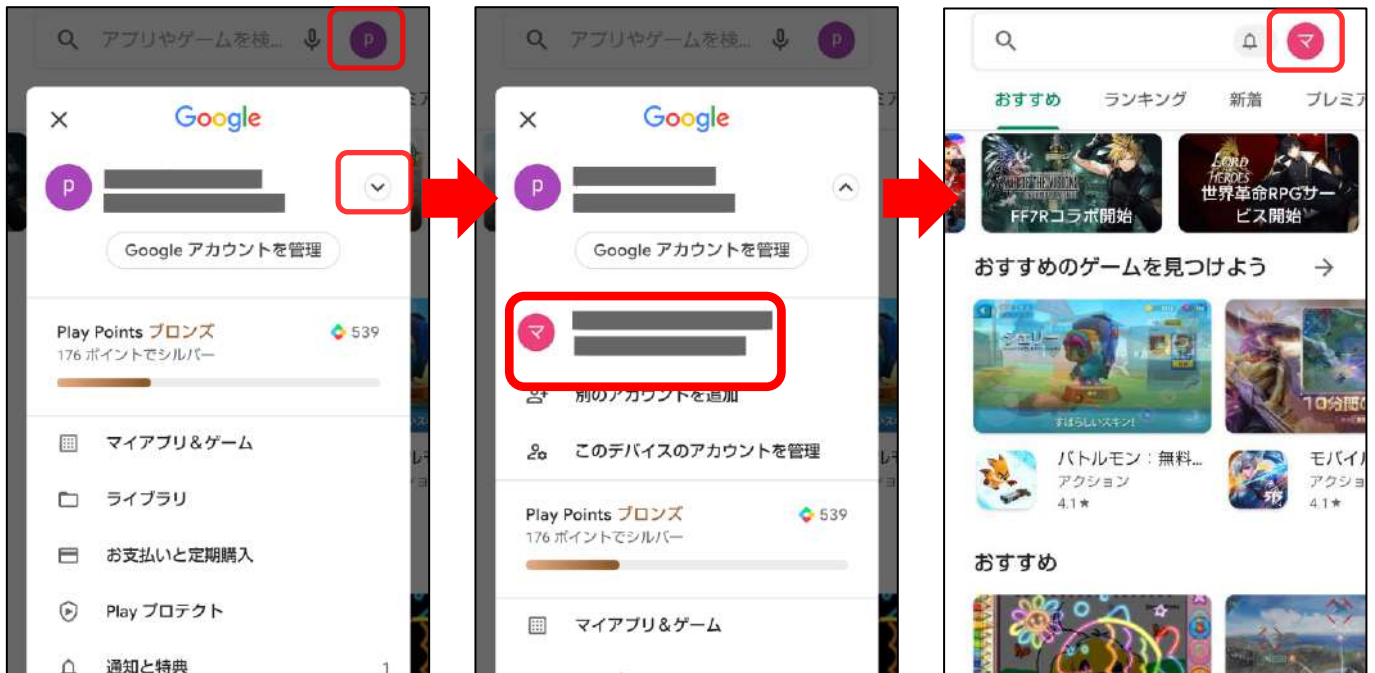 アプリやゲームを検...
P
Google
P
Google アカウントを管理
Play Points ブロンズ
539
176 ポイントでシルバー
マイアプリ&ゲーム
ライブラリ
お支払いと定期購入
Play プロテクト
通知と特典
1
アプリやゲームを検...
P
Google
P
Google アカウントを管理
マ
別のアカウントを追加
このデバイスのアカウントを管理
Play Points ブロンズ
539
176 ポイントでシルバー
マイアプリ&ゲーム
マ
おすすめ
ランキング
新着
プレミア
FF7Rコラボ開始
LORD
HEROES
世界革命RPGサー
ビス開始
おすすめのゲームを見つけよう
→
ジェリー
すばらしいスキン!
10分間の
バトルモン:無料...
アクション
4.1★
モバイル
アクショ
4.1★
おすすめ